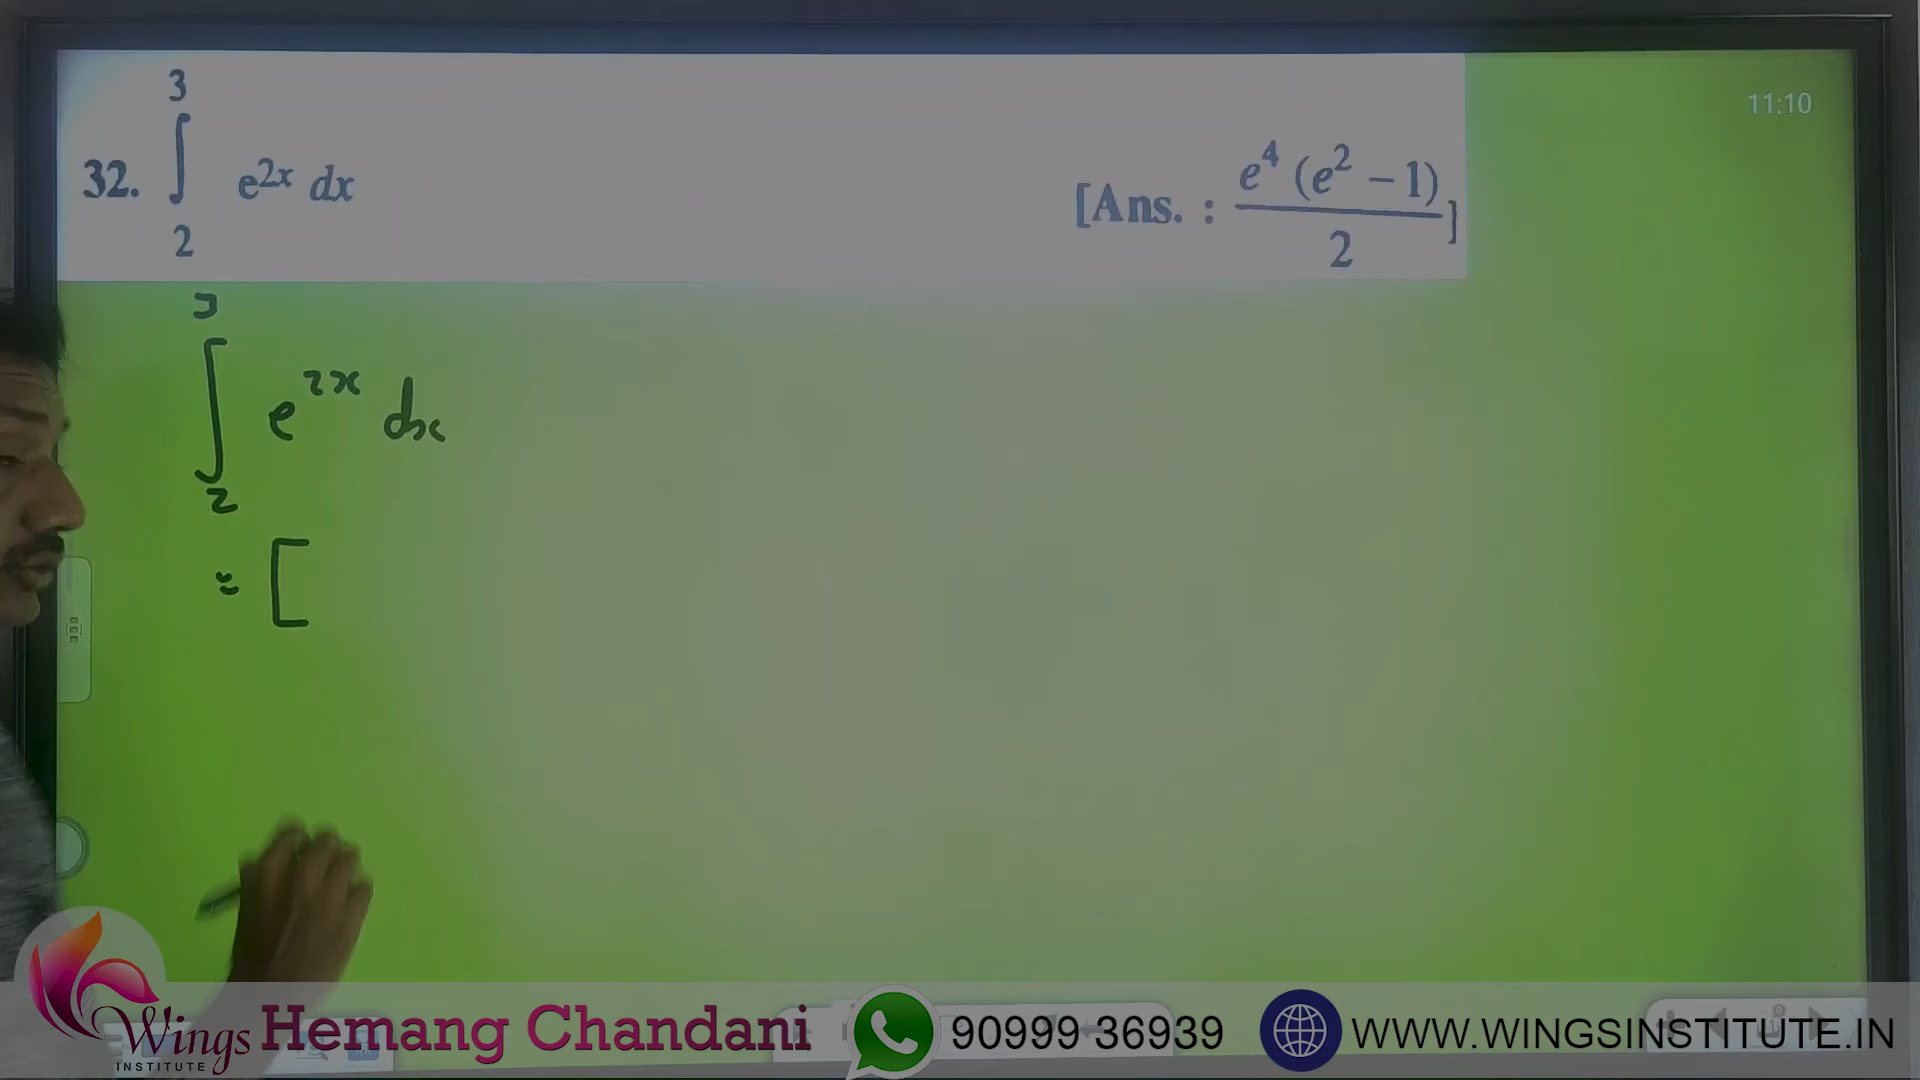 11:10
32. ∫₂³ e²ˣ dx [Ans. : e⁴ (e² – 1) / 2]
∫₂³ e²ˣ dx
= [
Wings
INSTITUTE
Hemang Chandani 90999 36939 WWW.WINGSINSTITUTE.IN